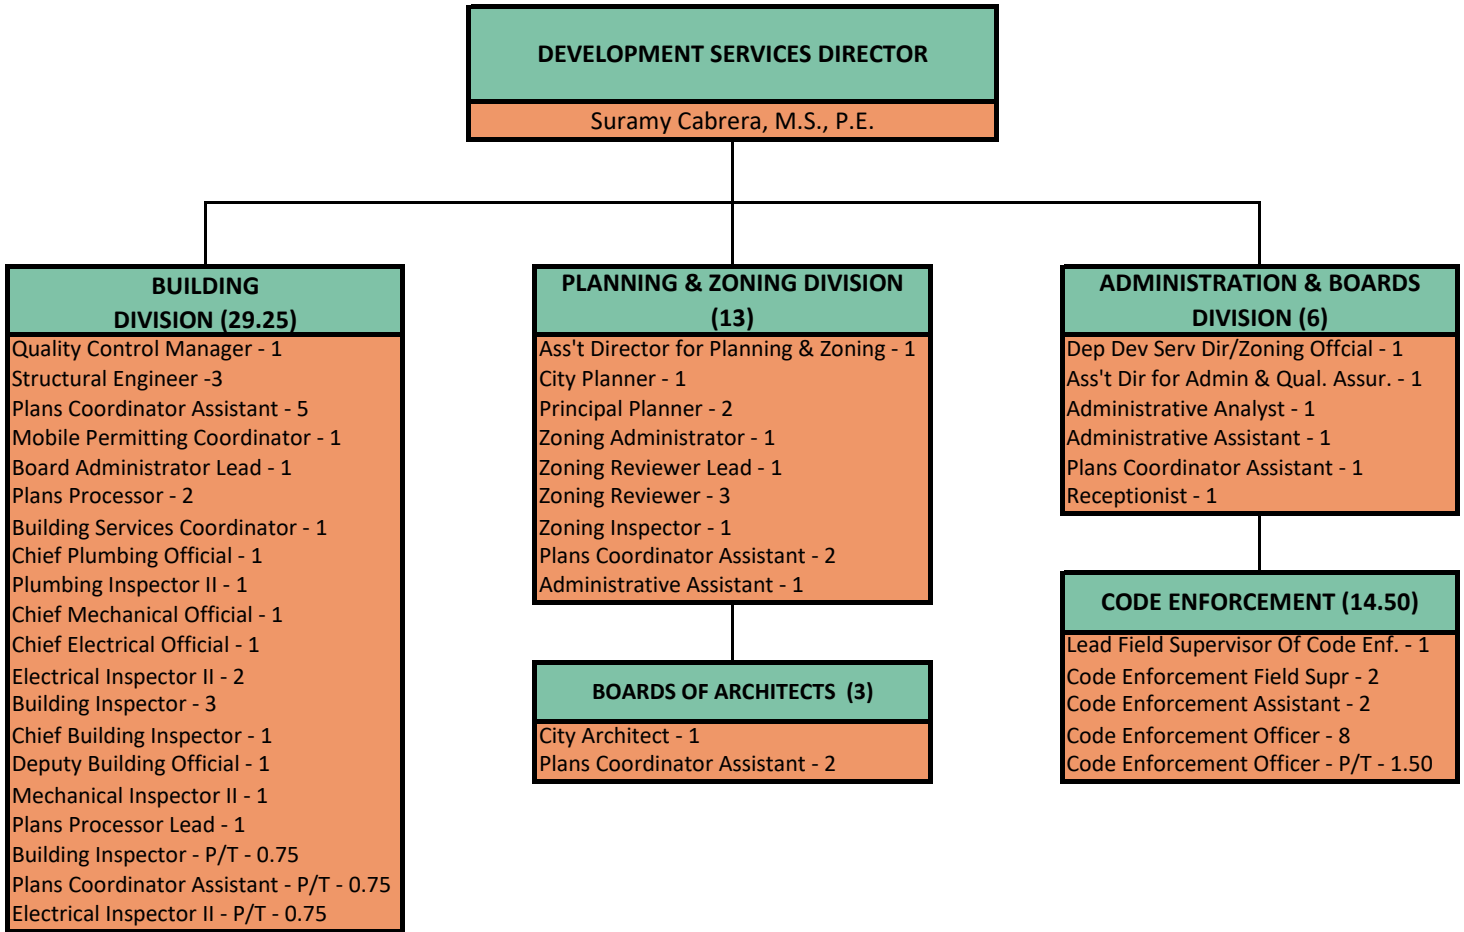 DEVELOPMENT SERVICES DIRECTOR
Suramy Cabrera, M.S., P.E.
BUILDING
DIVISION (29.25)
Quality Control Manager - 1
Structural Engineer -3
Plans Coordinator Assistant - 5
Mobile Permitting Coordinator - 1
Board Administrator Lead - 1
Plans Processor - 2
Building Services Coordinator - 1
Chief Plumbing Official - 1
Plumbing Inspector II - 1
Chief Mechanical Official - 1
Chief Electrical Official - 1
Electrical Inspector II - 2
Building Inspector - 3
Chief Building Inspector - 1
Deputy Building Official - 1
Mechanical Inspector II - 1
Plans Processor Lead - 1
Building Inspector - P/T - 0.75
Plans Coordinator Assistant - P/T - 0.75
Electrical Inspector II - P/T - 0.75
PLANNING & ZONING DIVISION
(13)
Ass't Director for Planning & Zoning - 1
City Planner - 1
Principal Planner - 2
Zoning Administrator - 1
Zoning Reviewer Lead - 1
Zoning Reviewer - 3
Zoning Inspector - 1
Plans Coordinator Assistant - 2
Administrative Assistant - 1
BOARDS OF ARCHITECTS (3)
City Architect - 1
Plans Coordinator Assistant - 2
ADMINISTRATION & BOARDS
DIVISION (6)
Dep Dev Serv Dir/Zoning Offcial - 1
Ass't Dir for Admin & Qual. Assur. - 1
Administrative Analyst - 1
Administrative Assistant - 1
Plans Coordinator Assistant - 1
Receptionist - 1
CODE ENFORCEMENT (14.50)
Lead Field Supervisor Of Code Enf. - 1
Code Enforcement Field Supr - 2
Code Enforcement Assistant - 2
Code Enforcement Officer - 8
Code Enforcement Officer - P/T - 1.50